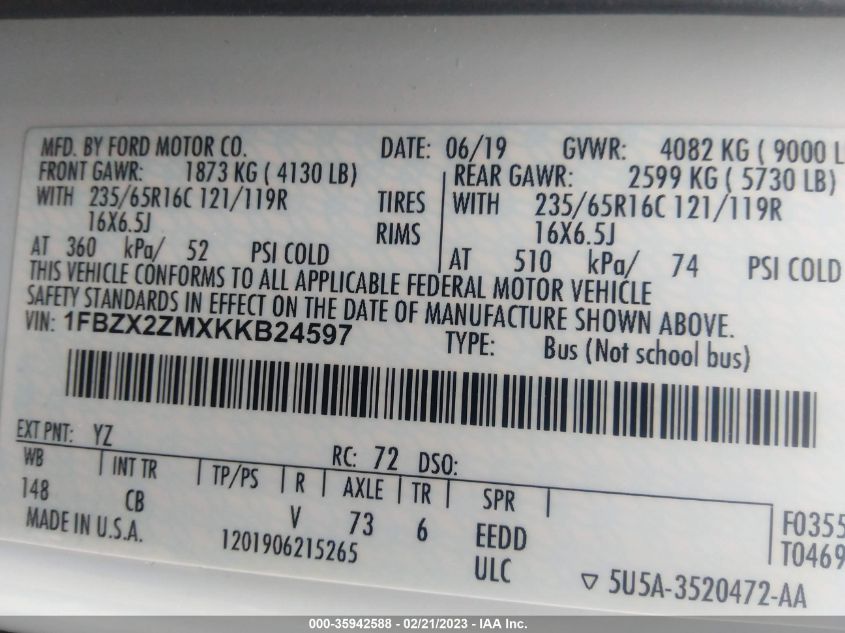 MFD. BY FORD MOTOR CO. DATE: 06/19 GVWR: 4082 KG ( 9000 L
FRONT GAWR: 1873 KG ( 4130 LB) REAR GAWR: 2599 KG ( 5730 LB)
WITH 235/65R16C 121/119R TIRES WITH 235/65R16C 121/119R
16X6.5J RIMS 16X6.5J
AT 360 kPa/ 52 PSI COLD AT 510 kPa/ 74 PSI COLD
THIS VEHICLE CONFORMS TO ALL APPLICABLE FEDERAL MOTOR VEHICLE
SAFETY STANDARDS IN EFFECT ON THE DATE OF MANUFACTURE SHOWN ABOVE.
VIN: 1FBZX2ZMXKKB24597 TYPE: Bus (Not school bus)
EXT PNT: YZ RC: 72 DSO:
WB INT TR TP/PS R AXLE TR SPR
148 CB V 73 6 EEDD F0355
MADE IN U.S.A. 1201906215265 ULC T0469
▽ 5U5A-3520472-AA
000-35942588 - 02/21/2023 - IAA Inc.